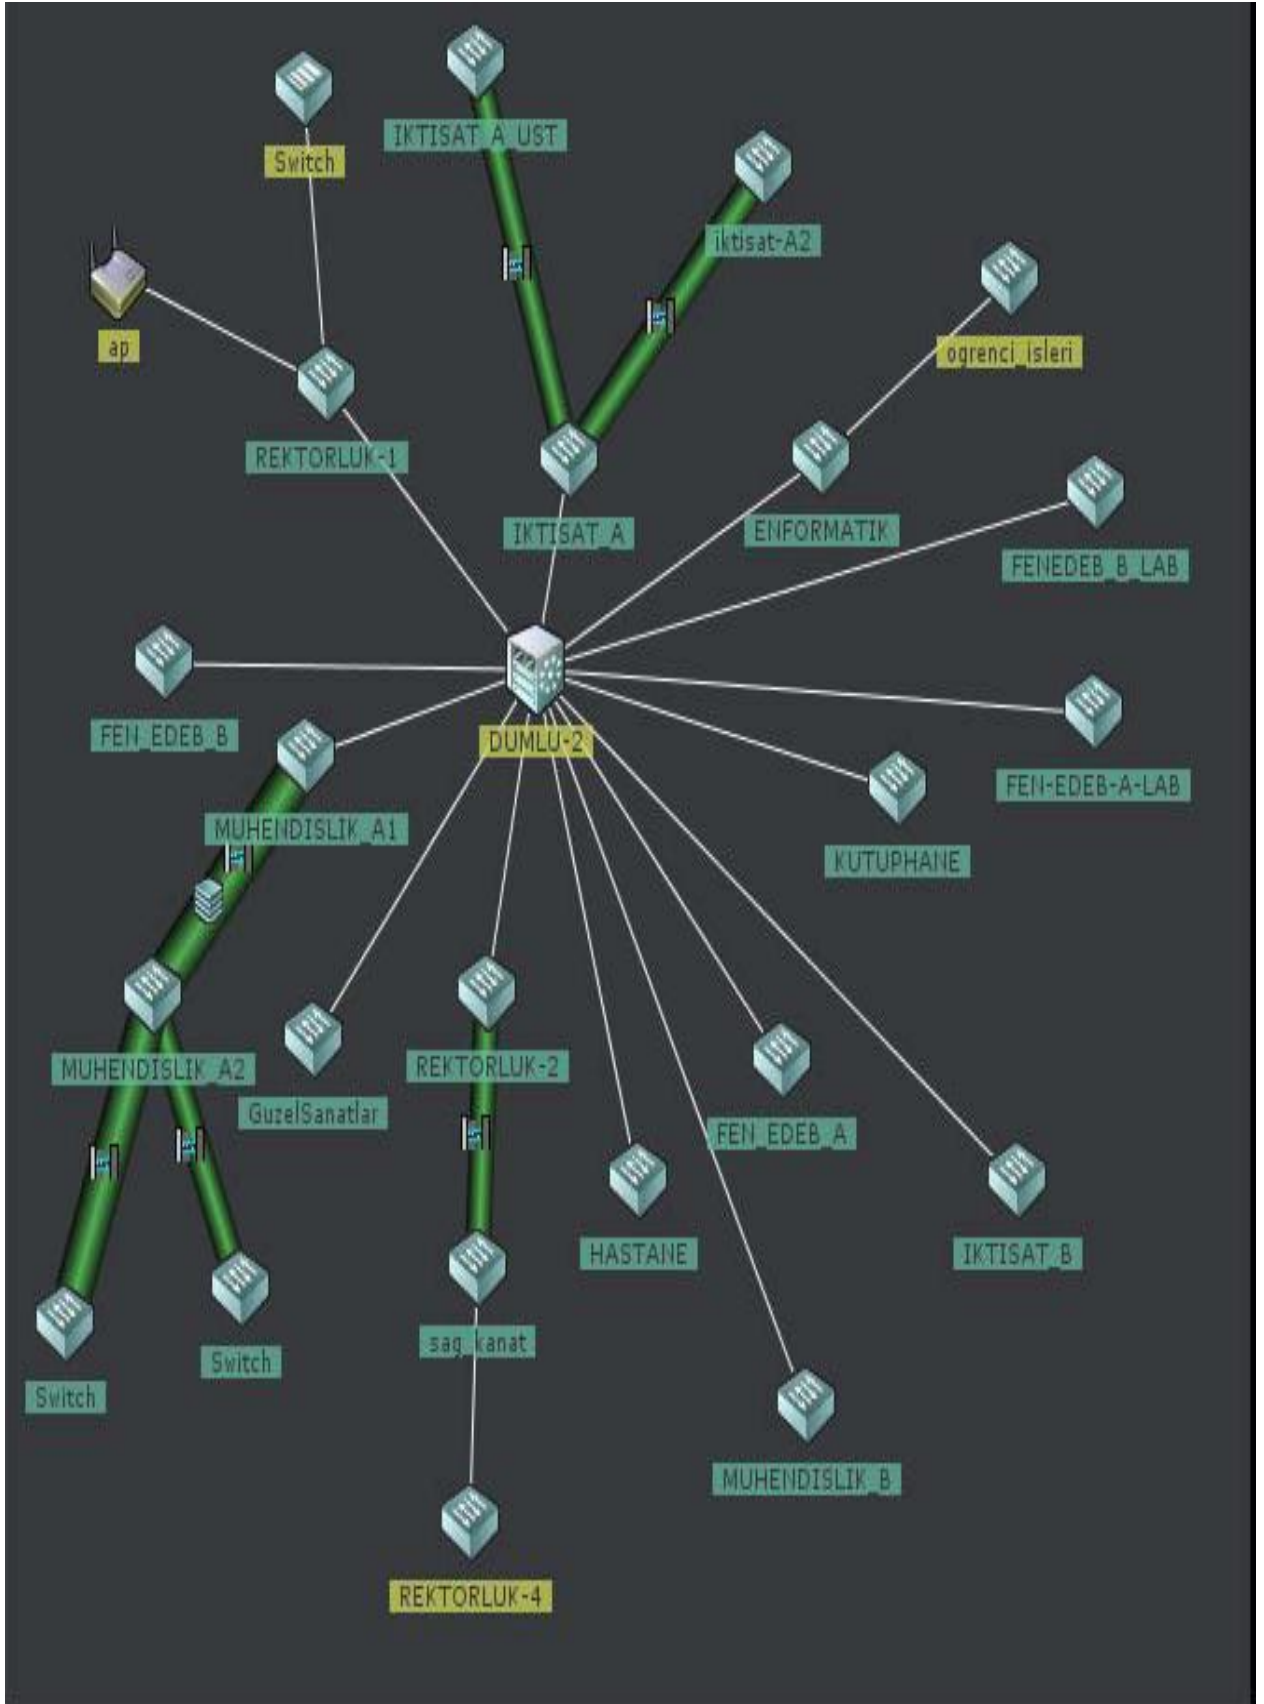 IKTISAT_A_UST
Switch
iktisat-A2
ap
ogrenci_isleri
REKTORLUK-1
IKTISAT_A
ENFORMATIK
FENEDEB_B_LAB
FEN_EDEB_B
DUMLU-2
FEN-EDEB-A-LAB
MUHENDISLIK_A1
KUTUPHANE
MUHENDISLIK_A2
REKTORLUK-2
GuzelSanatlar
FEN_EDEB_A
HASTANE
IKTISAT_B
sag_kanat
Switch
Switch
MUHENDISLIK_B
REKTORLUK-4